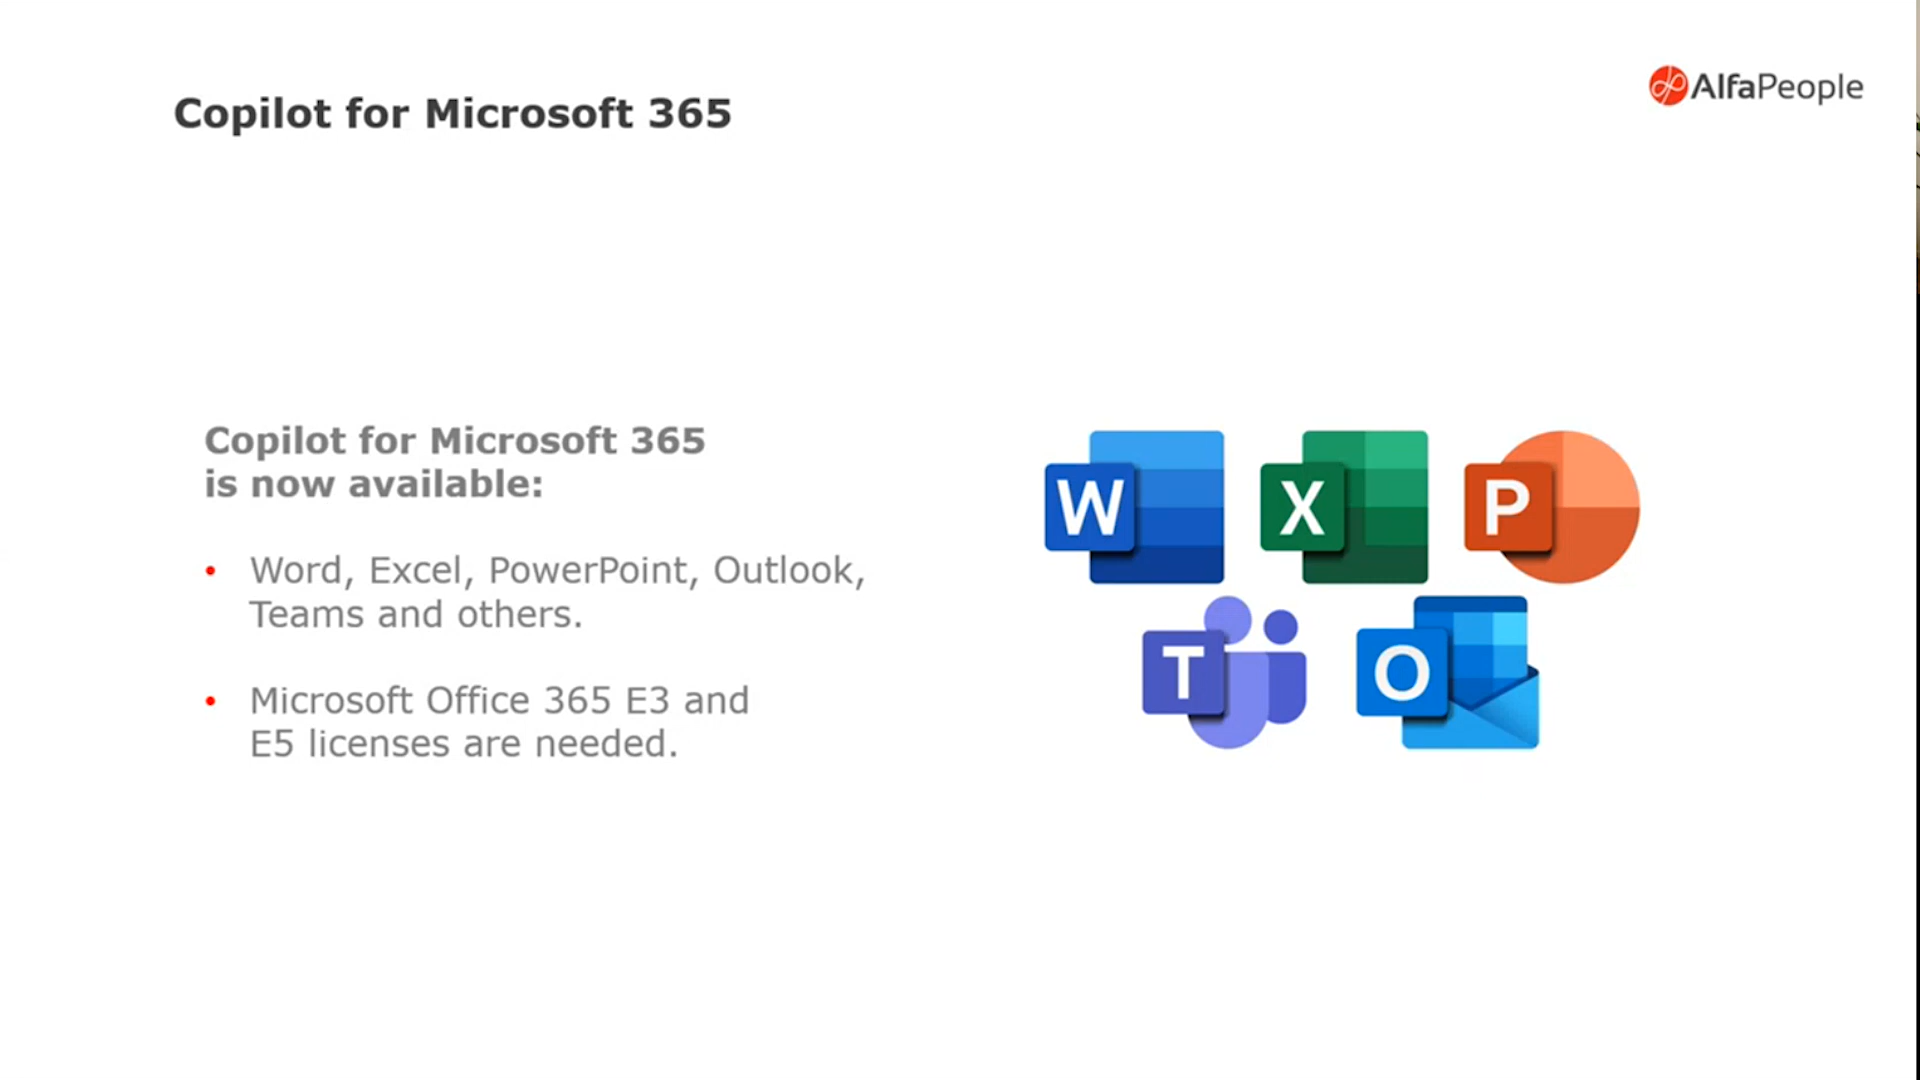 AlfaPeople
Copilot for Microsoft 365
Copilot for Microsoft 365
is now available:
• Word, Excel, PowerPoint, Outlook,
Teams and others.
• Microsoft Office 365 E3 and
E5 licenses are needed.
W
X
P
T
O